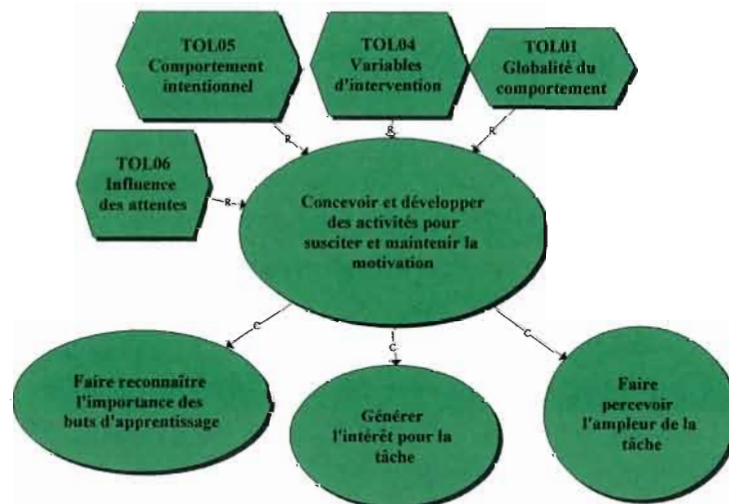 TOL05
Comportement
intentionnel
TOL04
Variables
d'intervention
TOL01
Globalité du
comportement
R
R
R
TOL06
Influence
des attentes
R
Concevoir et développer
des activités pour
susciter et maintenir la
motivation
C
C
C
Faire reconnaître
l'importance des
buts d'apprentissage
Générer
l'intérêt pour la
tâche
Faire
percevoir
l'ampleur de la
tâche